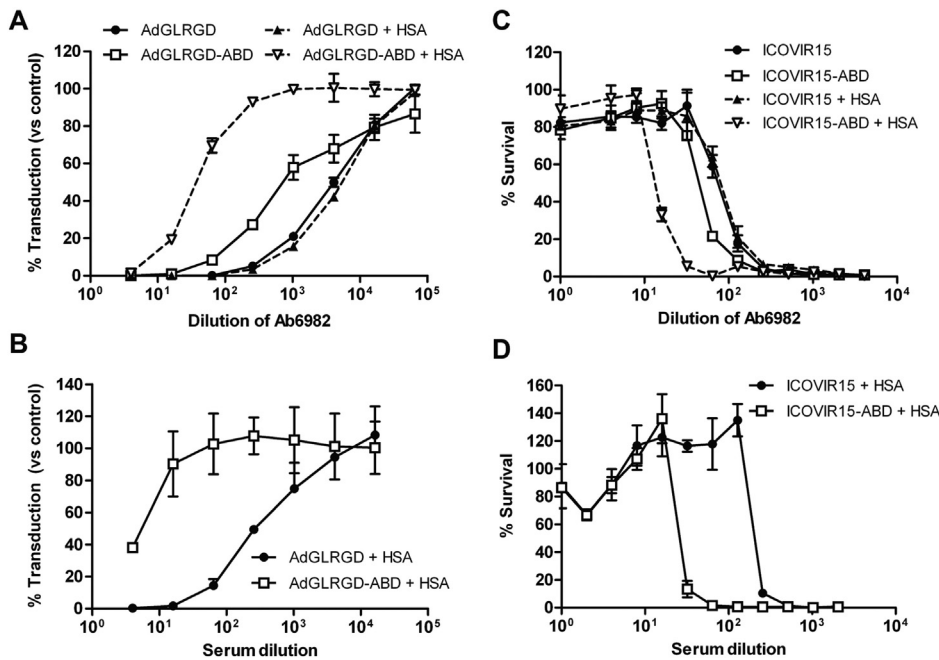 A
AdGLRGD
AdGLRGD + HSA
AdGLRGD-ABD
AdGLRGD-ABD + HSA
% Transduction (vs control)
120
100
80
60
40
20
0
10⁰ 10¹ 10² 10³ 10⁴ 10⁵
Dilution of Ab6982
B
% Transduction (vs control)
140
120
100
80
60
40
20
0
AdGLRGD + HSA
AdGLRGD-ABD + HSA
10⁰ 10¹ 10² 10³ 10⁴ 10⁵
Serum dilution
C
ICOVIR15
ICOVIR15-ABD
ICOVIR15 + HSA
ICOVIR15-ABD + HSA
% Survival
120
100
80
60
40
20
0
10⁰ 10¹ 10² 10³ 10⁴
Dilution of Ab6982
D
ICOVIR15 + HSA
ICOVIR15-ABD + HSA
% Survival
160
140
120
100
80
60
40
20
0
10⁰ 10¹ 10² 10³ 10⁴
Serum dilution